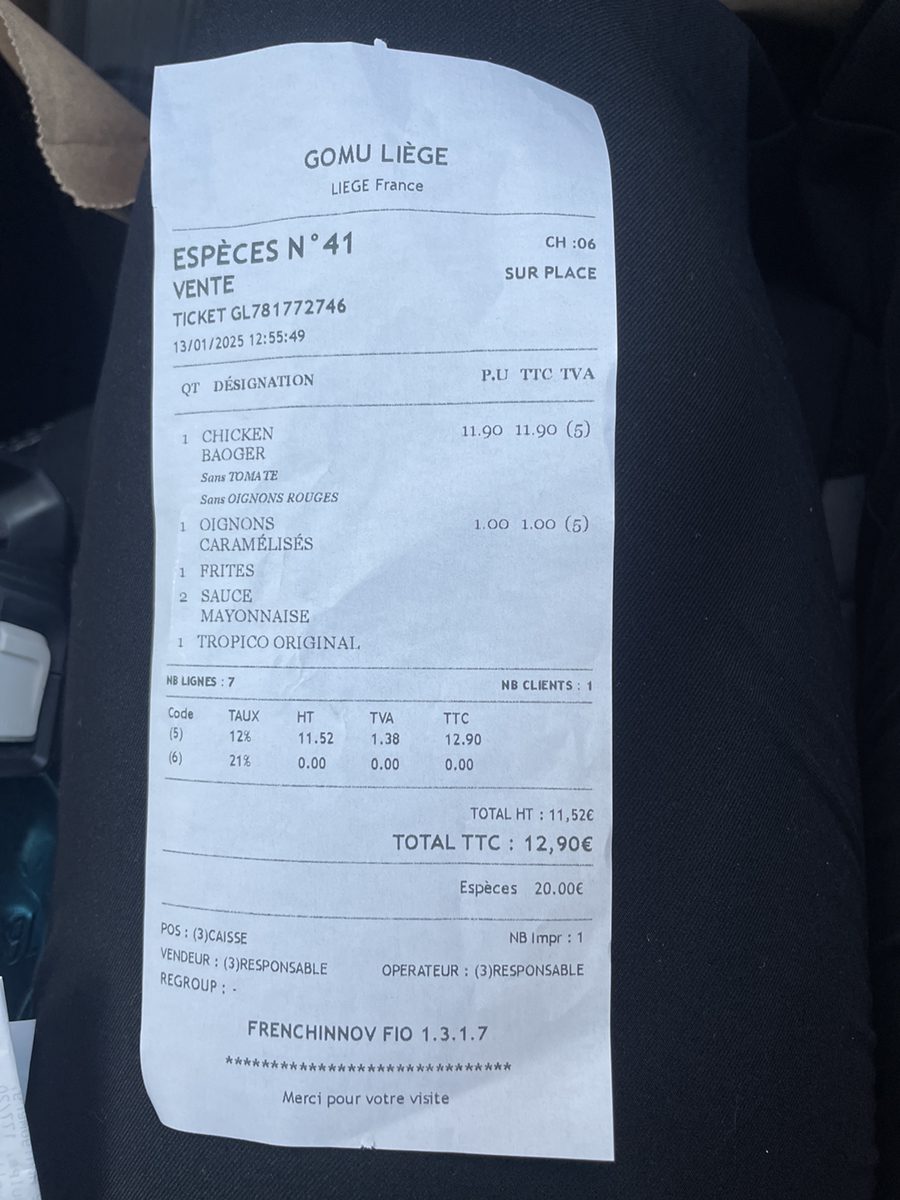 GOMU LIÈGE
LIEGE France
ESPÈCES N°41 CH :06
VENTE SUR PLACE
TICKET GL781772746
13/01/2025 12:55:49
QT DÉSIGNATION P.U TTC TVA
1 CHICKEN 11.90 11.90 (5)
BAOGER
Sans TOMATE
Sans OIGNONS ROUGES
1 OIGNONS 1.00 1.00 (5)
CARAMÉLISÉS
1 FRITES
2 SAUCE
MAYONNAISE
1 TROPICO ORIGINAL
NB LIGNES : 7 NB CLIENTS : 1
Code TAUX HT TVA TTC
(5) 12% 11.52 1.38 12.90
(6) 21% 0.00 0.00 0.00
TOTAL HT : 11,52€
TOTAL TTC : 12,90€
Espèces 20.00€
POS : (3)CAISSE NB Impr : 1
VENDEUR : (3)RESPONSABLE OPERATEUR : (3)RESPONSABLE
REGROUP : -
FRENCHINNOV FIO 1.3.1.7
*******************************
Merci pour votre visite